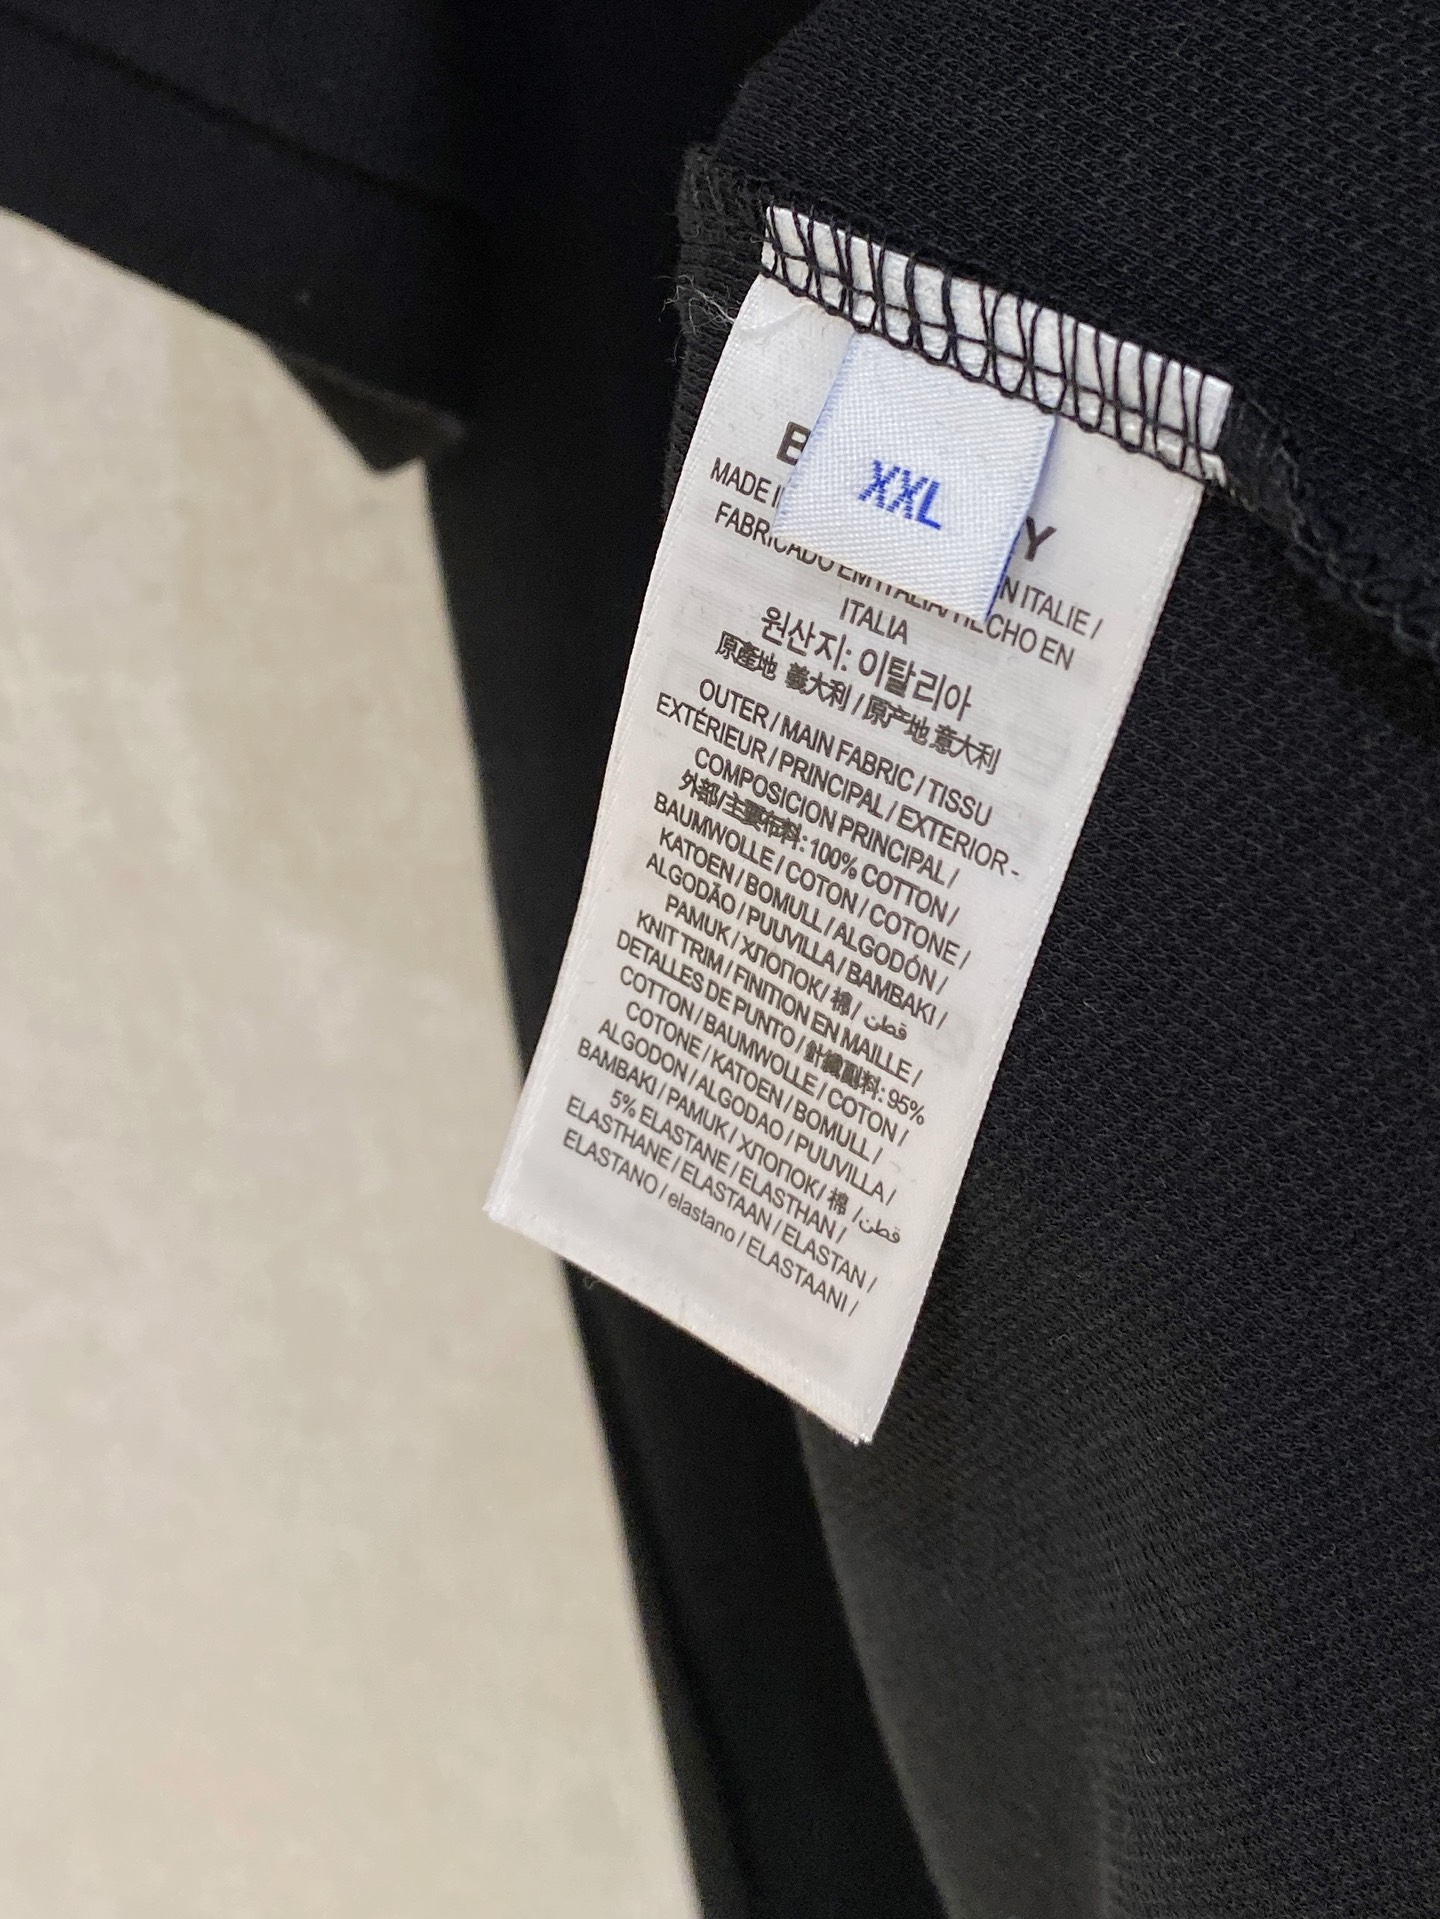 XXL
B Y
MADE I N ITALIE /
FABRICADO EM ITALIA/ HECHO EN
ITALIA
원산지: 이탈리아
原產地 義大利 / 原产地 意大利
OUTER / MAIN FABRIC / TISSU
EXTÉRIEUR / PRINCIPAL / EXTERIOR -
COMPOSICION PRINCIPAL /
外部/主要布料: 100% COTTON /
BAUMWOLLE / COTON / COTONE /
KATOEN / BOMULL / ALGODÓN /
ALGODÃO / PUUVILLA / BAMBAKI /
PAMUK / ХЛОПОК/ 棉/ قطن
KNIT TRIM / FINITION EN MAILLE /
DETALLES DE PUNTO / 針織副料: 95%
COTTON / BAUMWOLLE / COTON /
COTONE / KATOEN / BOMULL /
ALGODON / ALGODAO / PUUVILLA /
BAMBAKI / PAMUK / ХЛОПОК/ 棉 /قطن
5% ELASTANE / ELASTHAN /
ELASTHANE / ELASTAAN / ELASTAN /
ELASTANO / elastano / ELASTAANI /